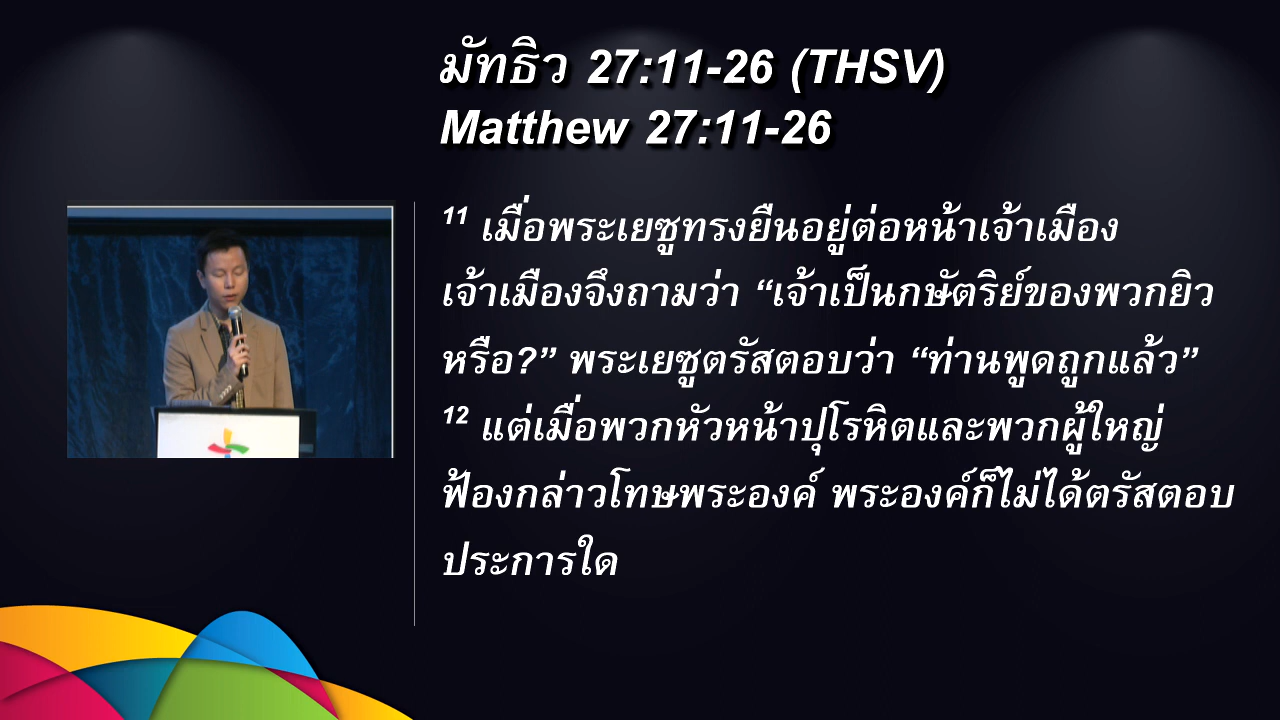 มัทธิว 27:11-26 (THSV)
Matthew 27:11-26
11 เมื่อพระเยซูทรงยืนอยู่ต่อหน้าเจ้าเมือง
เจ้าเมืองจึงถามว่า “เจ้าเป็นกษัตริย์ของพวกยิว
หรือ?” พระเยซูตรัสตอบว่า “ท่านพูดถูกแล้ว”
12 แต่เมื่อพวกหัวหน้าปุโรหิตและพวกผู้ใหญ่
ฟ้องกล่าวโทษพระองค์ พระองค์ก็ไม่ได้ตรัสตอบ
ประการใด